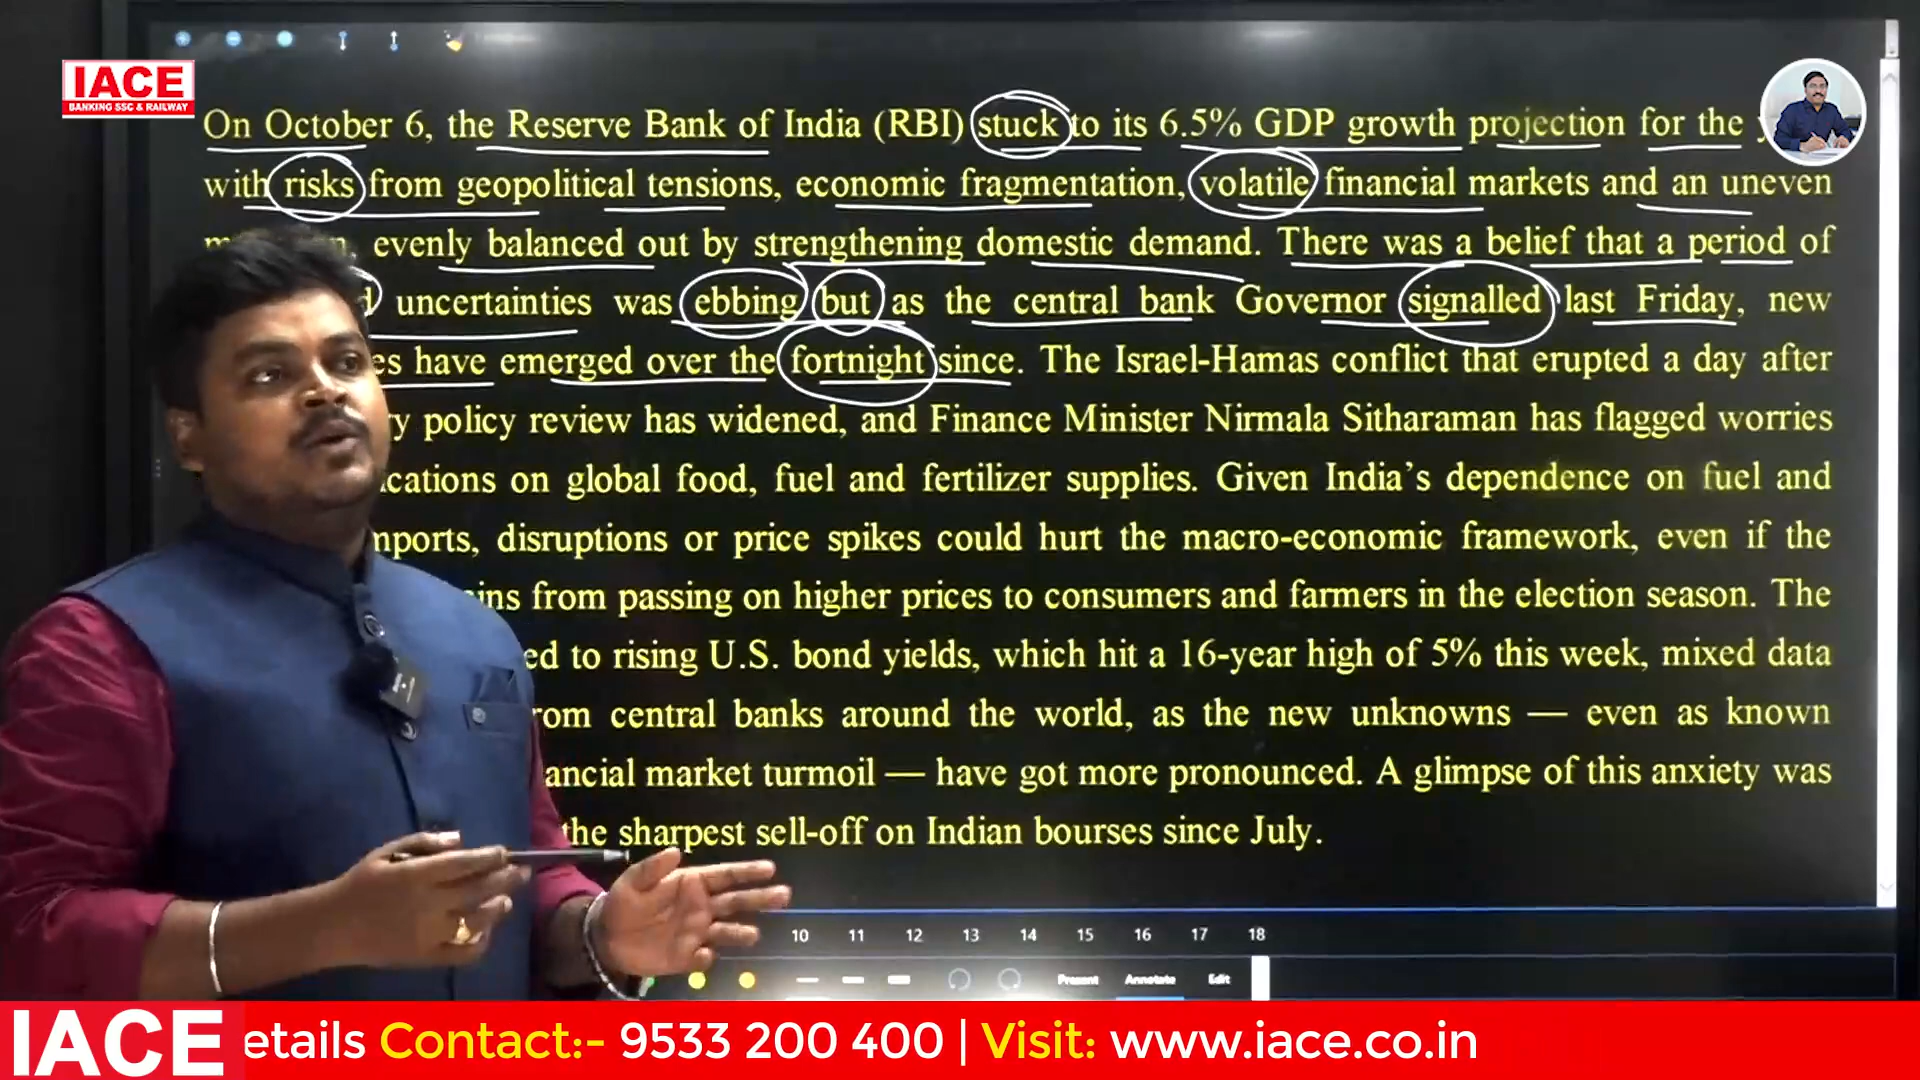 IACE
BANKING SSC & RAILWAY
On October 6, the Reserve Bank of India (RBI) stuck to its 6.5% GDP growth projection for the
with risks from geopolitical tensions, economic fragmentation, volatile financial markets and an uneven
evenly balanced out by strengthening domestic demand. There was a belief that a period of
uncertainties was ebbing but as the central bank Governor signalled last Friday, new
es have emerged over the fortnight since. The Israel-Hamas conflict that erupted a day after
y policy review has widened, and Finance Minister Nirmala Sitharaman has flagged worries
ications on global food, fuel and fertilizer supplies. Given India’s dependence on fuel and
mports, disruptions or price spikes could hurt the macro-economic framework, even if the
ins from passing on higher prices to consumers and farmers in the election season. The
ed to rising U.S. bond yields, which hit a 16-year high of 5% this week, mixed data
rom central banks around the world, as the new unknowns — even as known
ancial market turmoil — have got more pronounced. A glimpse of this anxiety was
the sharpest sell-off on Indian bourses since July.
10 11 12 13 14 15 16 17 18
Present Annotate Edit
IACE etails Contact:- 9533 200 400 | Visit: www.iace.co.in